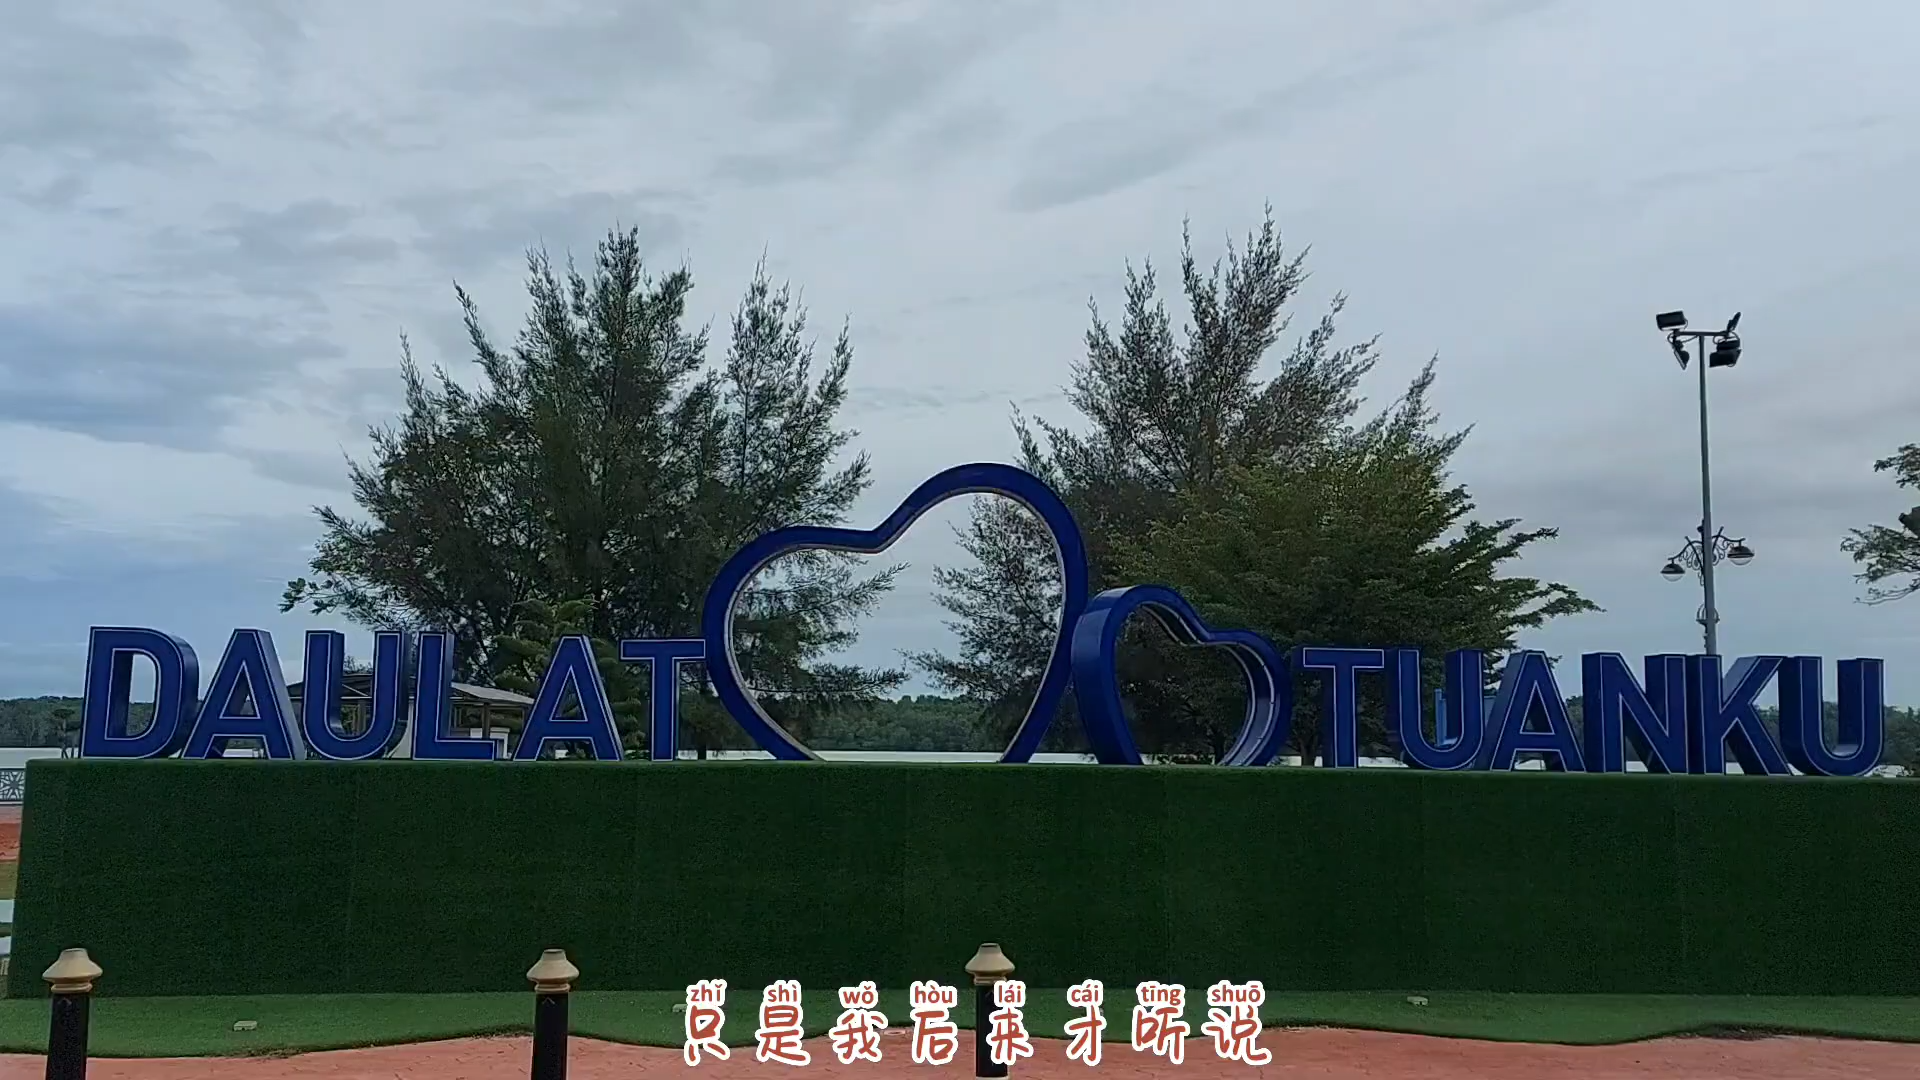 DAULAT TUANKU
zhǐ shì wǒ hòu lái cái tīng shuō
只是我后来才听说